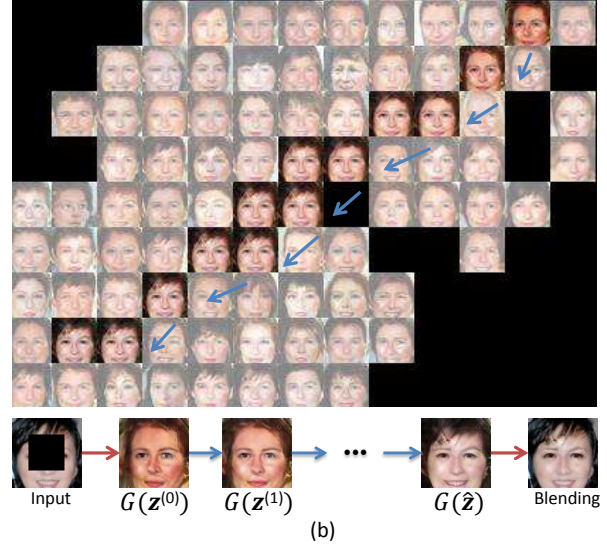 Input
G(z^(0))
G(z^(1))
•••
G(ẑ)
Blending
(b)